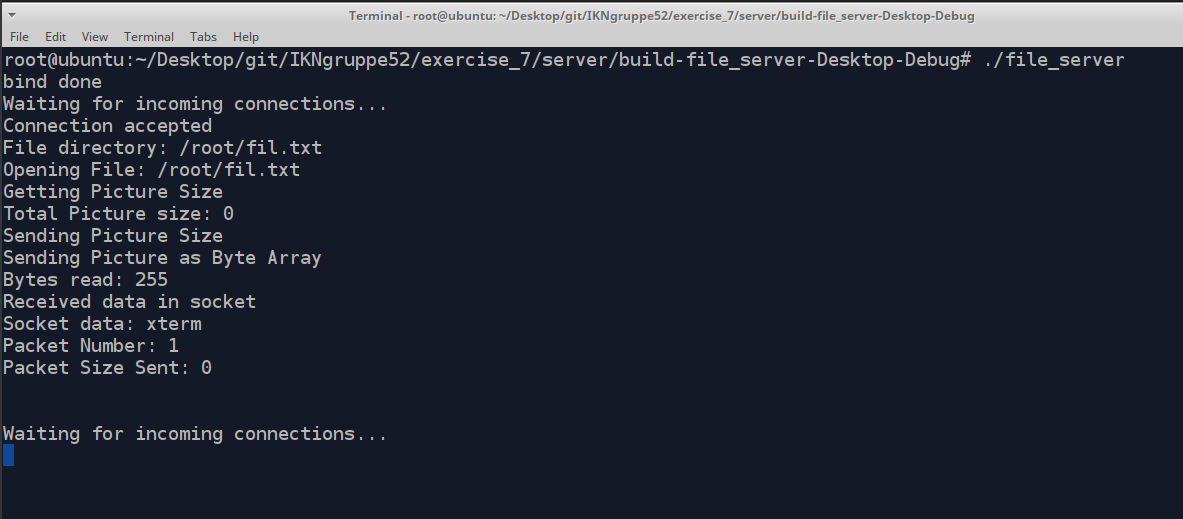 Terminal - root@ubuntu: ~/Desktop/git/IKNgruppe52/exercise_7/server/build-file_server-Desktop-Debug
File Edit View Terminal Tabs Help
root@ubuntu:~/Desktop/git/IKNgruppe52/exercise_7/server/build-file_server-Desktop-Debug# ./file_server
bind done
Waiting for incoming connections...
Connection accepted
File directory: /root/fil.txt
Opening File: /root/fil.txt
Getting Picture Size
Total Picture size: 0
Sending Picture Size
Sending Picture as Byte Array
Bytes read: 255
Received data in socket
Socket data: xterm
Packet Number: 1
Packet Size Sent: 0
Waiting for incoming connections...